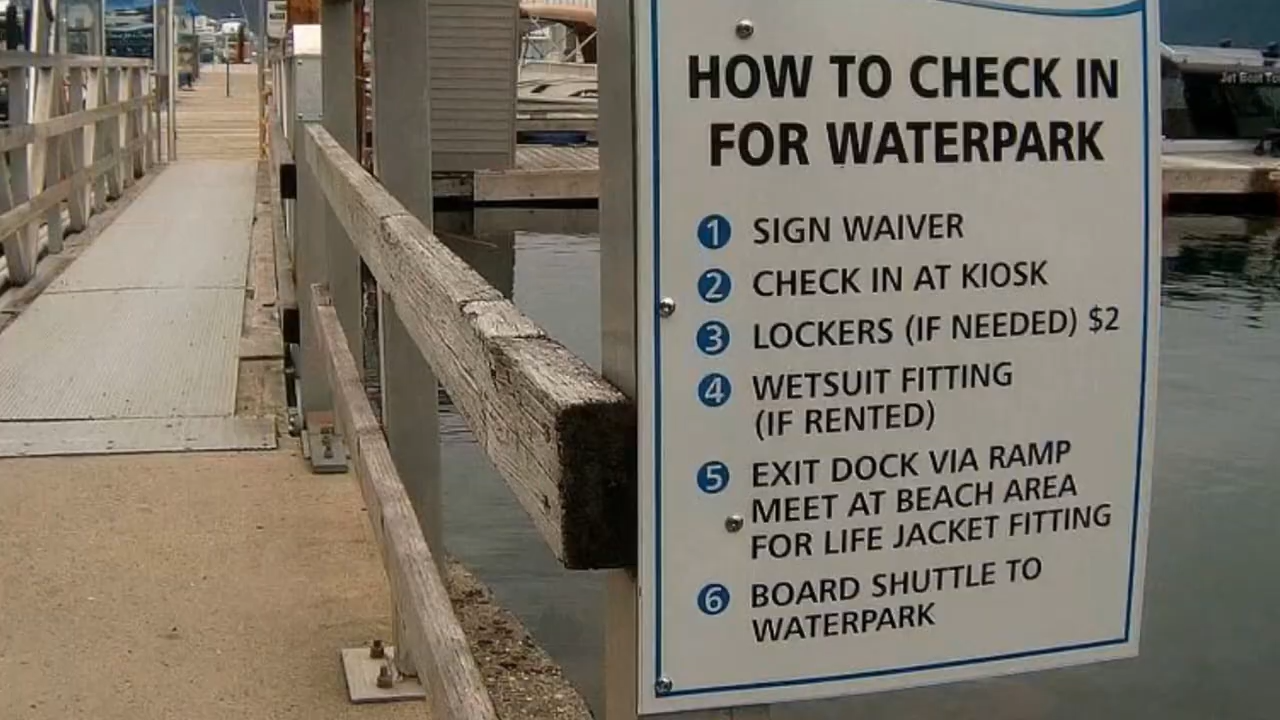 HOW TO CHECK IN
FOR WATERPARK
1 SIGN WAIVER
2 CHECK IN AT KIOSK
3 LOCKERS (IF NEEDED) $2
4 WETSUIT FITTING
(IF RENTED)
5 EXIT DOCK VIA RAMP
MEET AT BEACH AREA
FOR LIFE JACKET FITTING
6 BOARD SHUTTLE TO
WATERPARK
Jet Boat